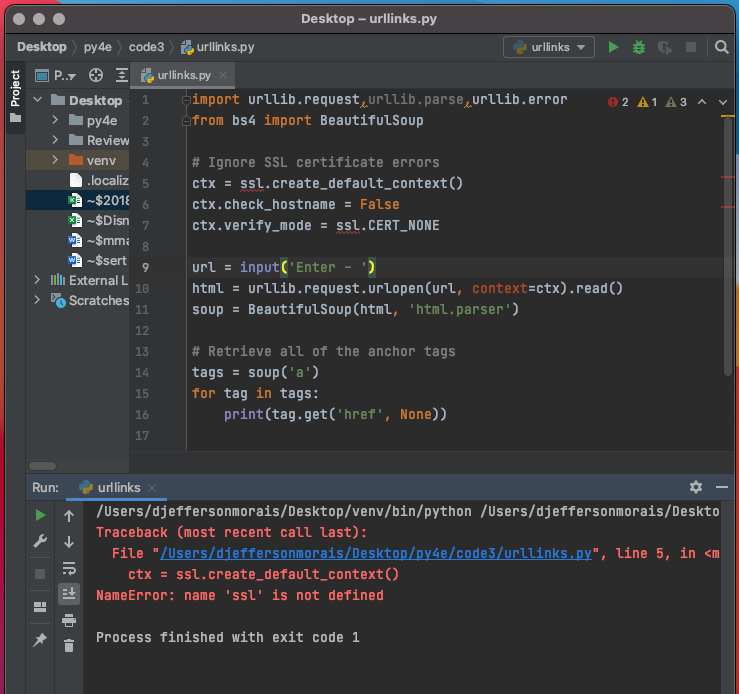 Desktop – urllinks.py
Desktop py4e code3 urllinks.py urllinks
Project
P.. urllinks.py
Desktop
py4e
Review
venv
.localiz
~$2018
~$Disn
~$mma
~$sert
External L
Scratches
2 1 3
1 import urllib.request,urllib.parse,urllib.error
2 from bs4 import BeautifulSoup
3
4 # Ignore SSL certificate errors
5 ctx = ssl.create_default_context()
6 ctx.check_hostname = False
7 ctx.verify_mode = ssl.CERT_NONE
8
9 url = input('Enter - ')
10 html = urllib.request.urlopen(url, context=ctx).read()
11 soup = BeautifulSoup(html, 'html.parser')
12
13 # Retrieve all of the anchor tags
14 tags = soup('a')
15 for tag in tags:
16 print(tag.get('href', None))
17
Run: urllinks
/Users/djeffersonmorais/Desktop/venv/bin/python /Users/djeffersonmorais/Deskto
Traceback (most recent call last):
File "/Users/djeffersonmorais/Desktop/py4e/code3/urllinks.py", line 5, in <m
ctx = ssl.create_default_context()
NameError: name 'ssl' is not defined
Process finished with exit code 1